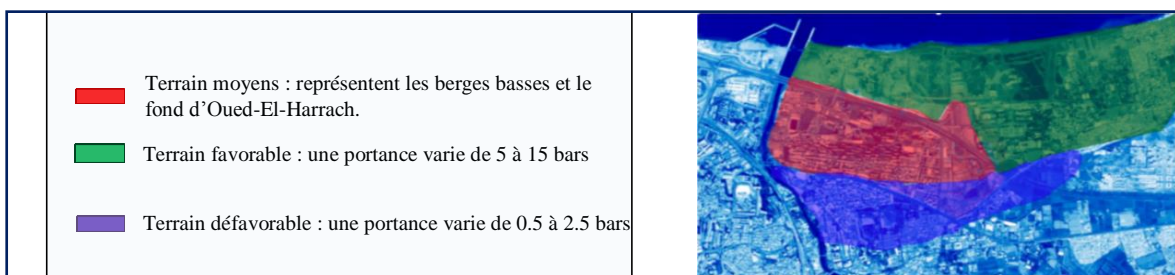 Terrain moyens : représentent les berges basses et le
fond d’Oued-El-Harrach.
Terrain favorable : une portance varie de 5 à 15 bars
Terrain défavorable : une portance varie de 0.5 à 2.5 bars